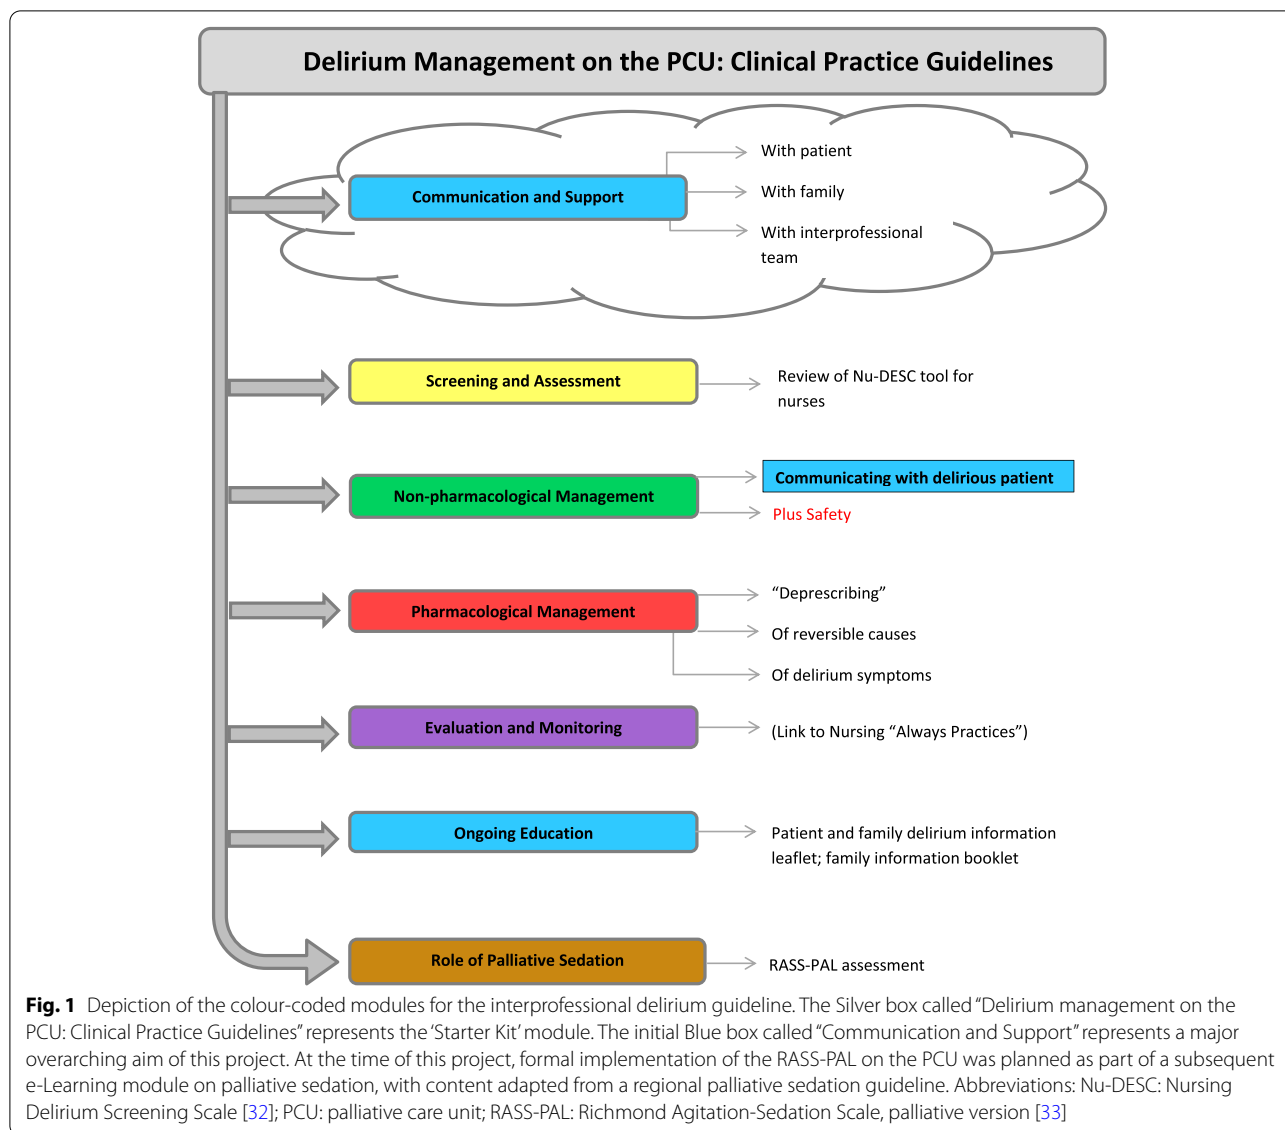 Delirium Management on the PCU: Clinical Practice Guidelines
Communication and Support
With patient
With family
With interprofessional
team
Screening and Assessment
Review of Nu-DESC tool for
nurses
Non-pharmacological Management
Communicating with delirious patient
Plus Safety
Pharmacological Management
“Deprescribing”
Of reversible causes
Of delirium symptoms
Evaluation and Monitoring
(Link to Nursing “Always Practices”)
Ongoing Education
Patient and family delirium information
leaflet; family information booklet
Role of Palliative Sedation
RASS-PAL assessment
Fig. 1 Depiction of the colour-coded modules for the interprofessional delirium guideline. The Silver box called “Delirium management on the
PCU: Clinical Practice Guidelines” represents the ‘Starter Kit’ module. The initial Blue box called “Communication and Support” represents a major
overarching aim of this project. At the time of this project, formal implementation of the RASS-PAL on the PCU was planned as part of a subsequent
e-Learning module on palliative sedation, with content adapted from a regional palliative sedation guideline. Abbreviations: Nu-DESC: Nursing
Delirium Screening Scale [32]; PCU: palliative care unit; RASS-PAL: Richmond Agitation-Sedation Scale, palliative version [33]